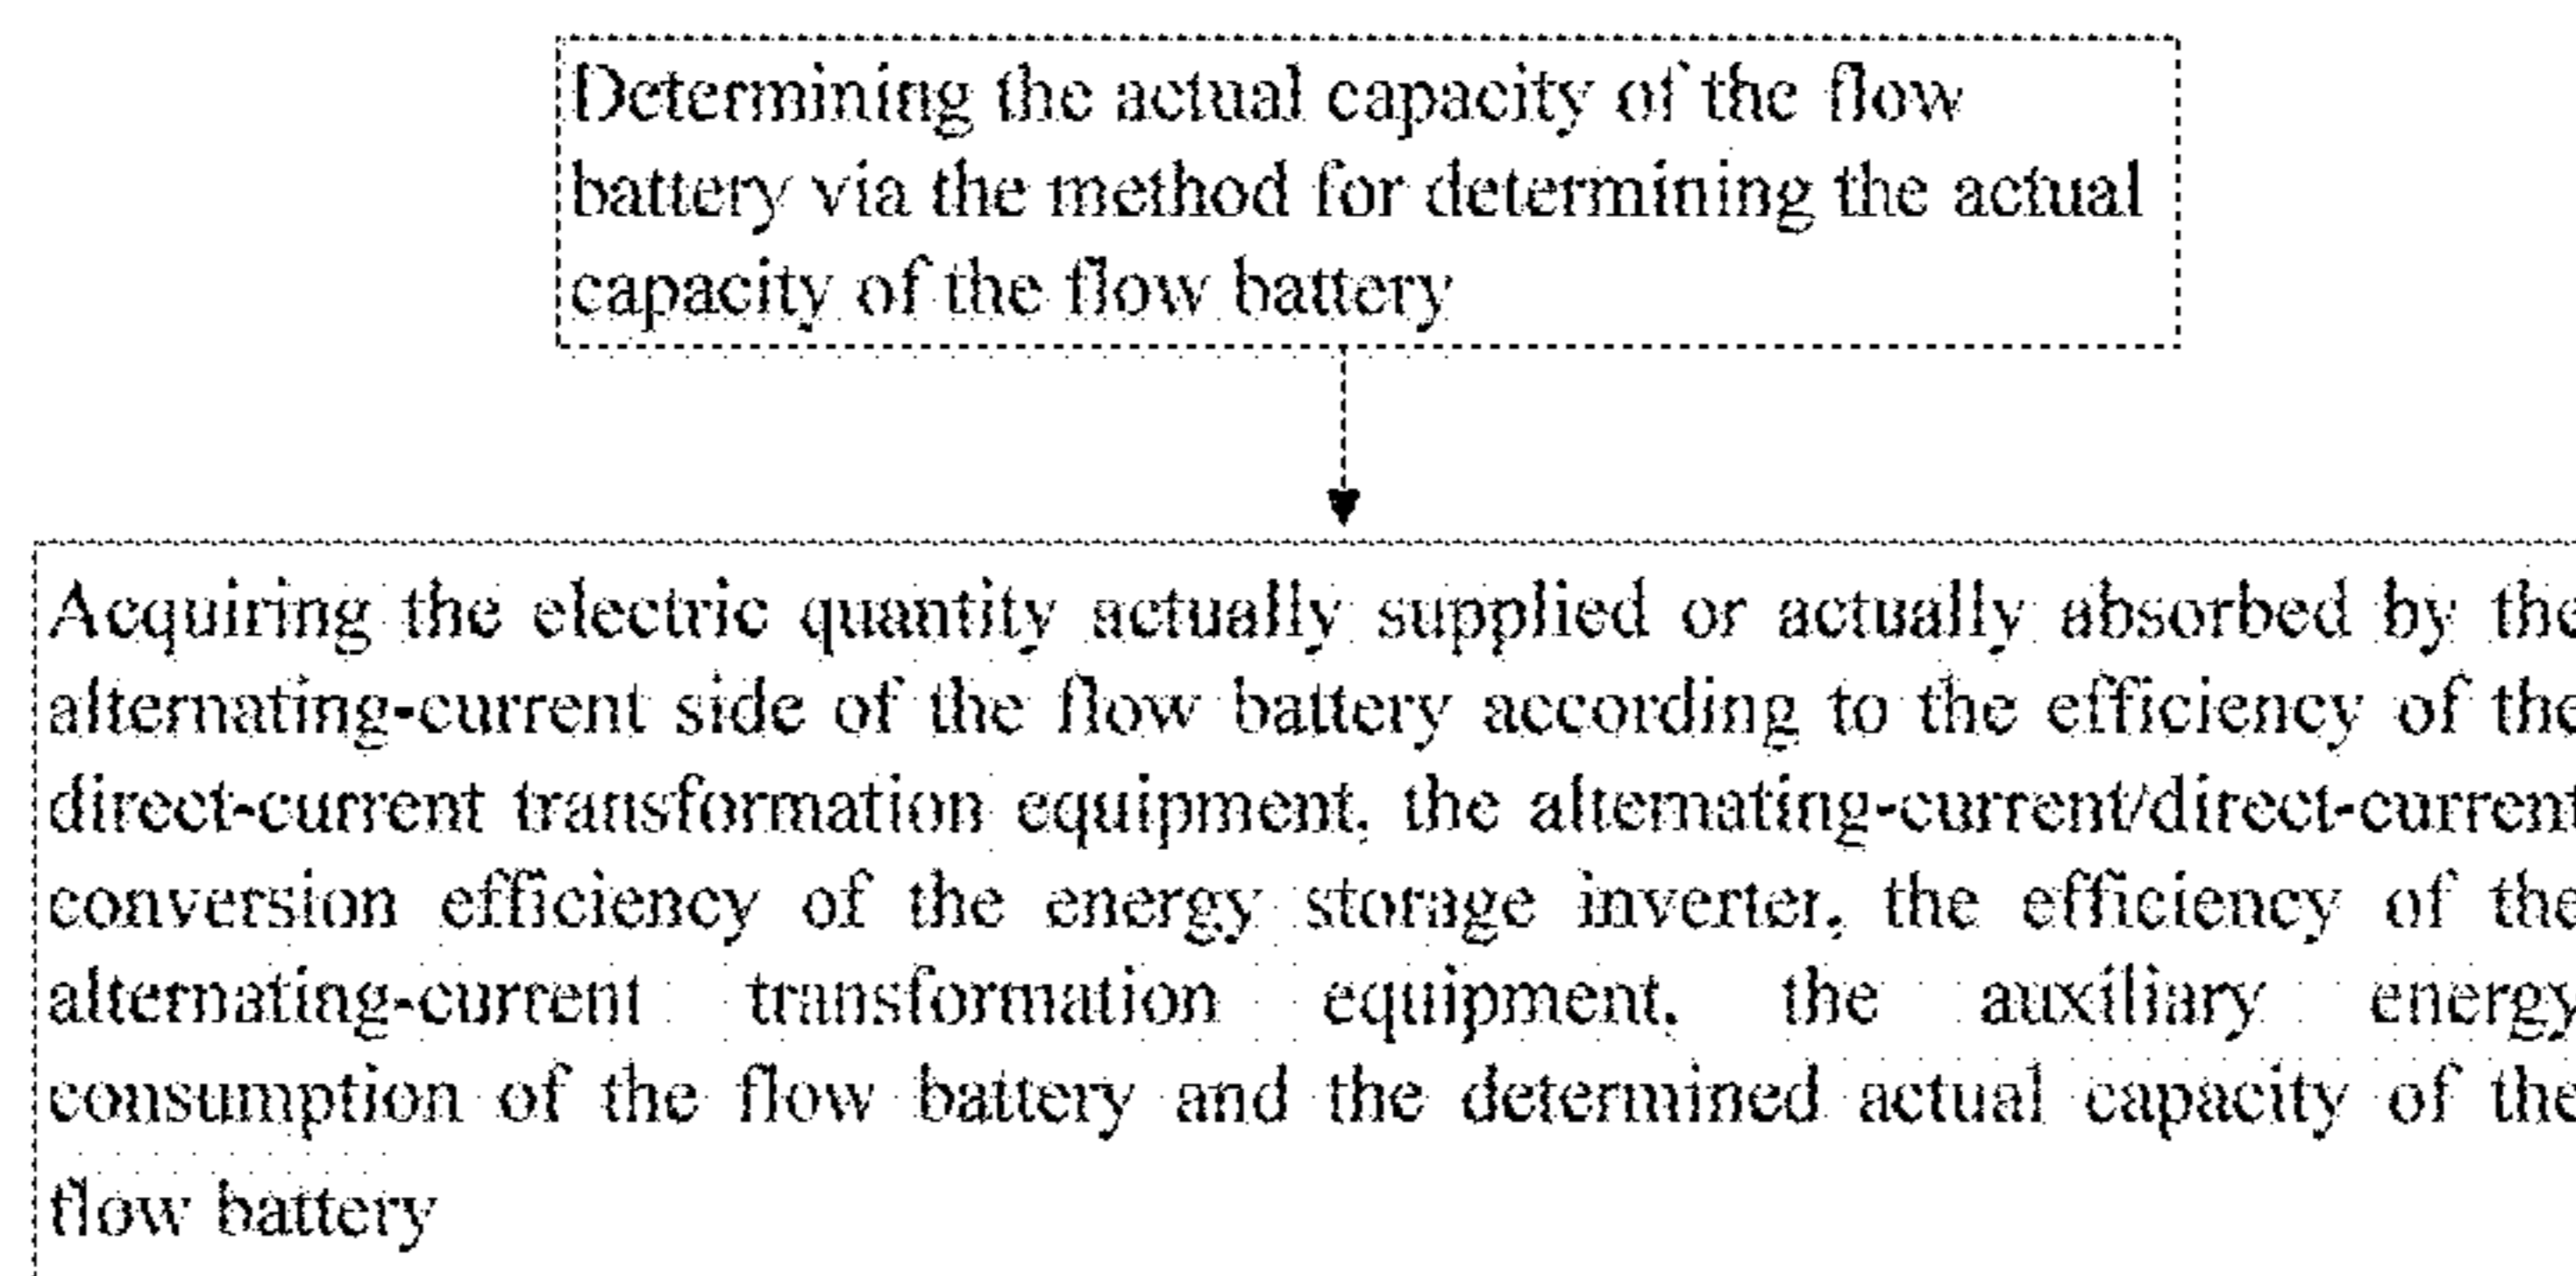 Determining the actual capacity of the flow
battery via the method for determining the actual
capacity of the flow battery
Acquiring the electric quantity actually supplied or actually absorbed by the
alternating-current side of the flow battery according to the efficiency of the
direct-current transformation equipment, the alternating-current/direct-current
conversion efficiency of the energy storage inverter, the efficiency of the
alternating-current transformation equipment, the auxiliary energy
consumption of the flow battery and the determined actual capacity of the
flow battery